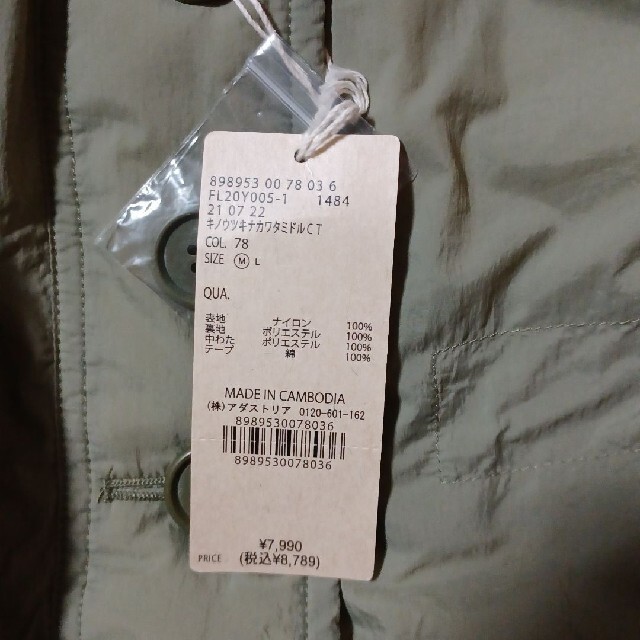 898953 00 78 03 6
FL20Y005-1 1484
21 07 22
キノウツキナカワタミドルCT
COL. 78
SIZE M L
QUA.
表地 ナイロン 100%
裏地 ポリエステル 100%
中わた ポリエステル 100%
テープ 綿 100%
MADE IN CAMBODIA
(株)アダストリア 0120-601-162
8989530078036
8989530078036
¥7,990
PRICE (税込¥8,789)